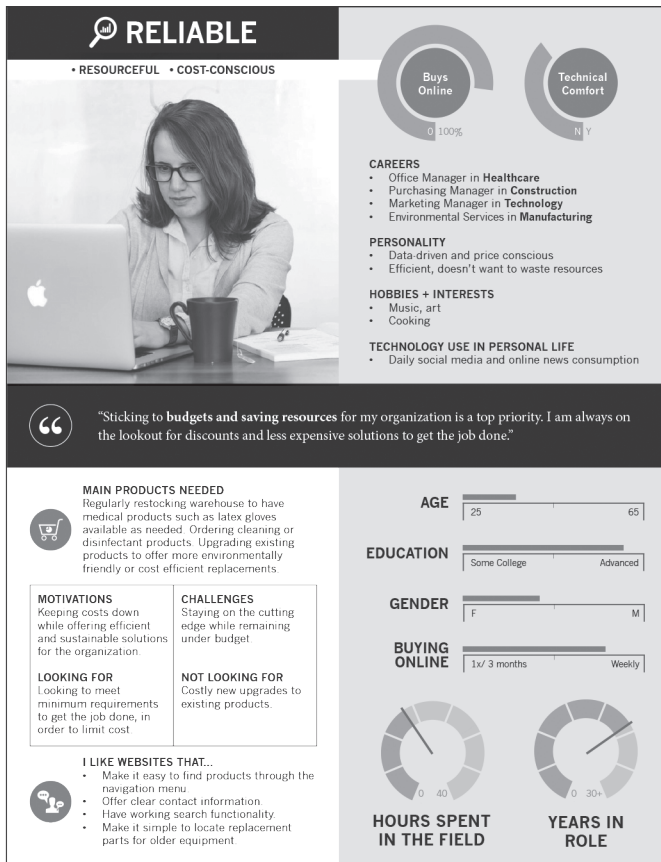 RELIABLE
• RESOURCEFUL • COST-CONSCIOUS
Buys
Online
0 100%
Technical
Comfort
N Y
CAREERS
• Office Manager in Healthcare
• Purchasing Manager in Construction
• Marketing Manager in Technology
• Environmental Services in Manufacturing
PERSONALITY
• Data-driven and price conscious
• Efficient, doesn't want to waste resources
HOBBIES + INTERESTS
• Music, art
• Cooking
TECHNOLOGY USE IN PERSONAL LIFE
• Daily social media and online news consumption
“Sticking to budgets and saving resources for my organization is a top priority. I am always on
the lookout for discounts and less expensive solutions to get the job done.”
MAIN PRODUCTS NEEDED
Regularly restocking warehouse to have
medical products such as latex gloves
available as needed. Ordering cleaning or
disinfectant products. Upgrading existing
products to offer more environmentally
friendly or cost efficient replacements.
MOTIVATIONS
Keeping costs down
while offering efficient
and sustainable solutions
for the organization.
CHALLENGES
Staying on the cutting
edge while remaining
under budget.
LOOKING FOR
Looking to meet
minimum requirements
to get the job done, in
order to limit cost.
NOT LOOKING FOR
Costly new upgrades to
existing products.
I LIKE WEBSITES THAT...
• Make it easy to find products through the
navigation menu.
• Offer clear contact information.
• Have working search functionality.
• Make it simple to locate replacement
parts for older equipment.
AGE
25 65
EDUCATION
Some College Advanced
GENDER
F M
BUYING
ONLINE
1x/ 3 months Weekly
0 40
HOURS SPENT
IN THE FIELD
0 30+
YEARS IN
ROLE